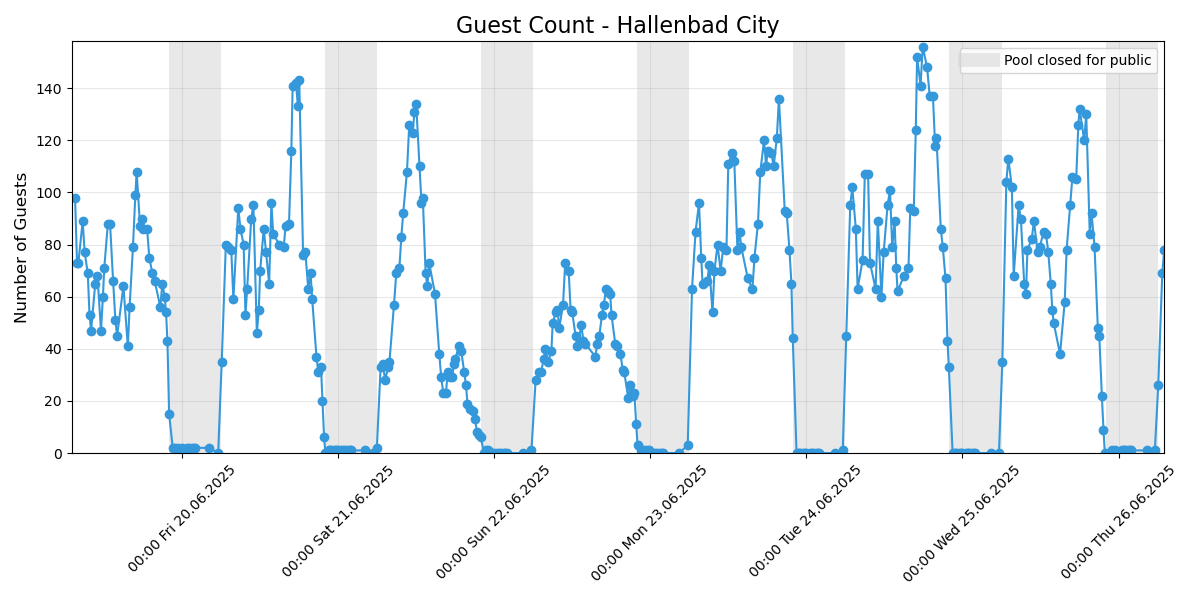 Guest Count - Hallenbad City
Pool closed for public
Number of Guests
140
120
100
80
60
40
20
0
00:00 Fri 20.06.2025
00:00 Sat 21.06.2025
00:00 Sun 22.06.2025
00:00 Mon 23.06.2025
00:00 Tue 24.06.2025
00:00 Wed 25.06.2025
00:00 Thu 26.06.2025